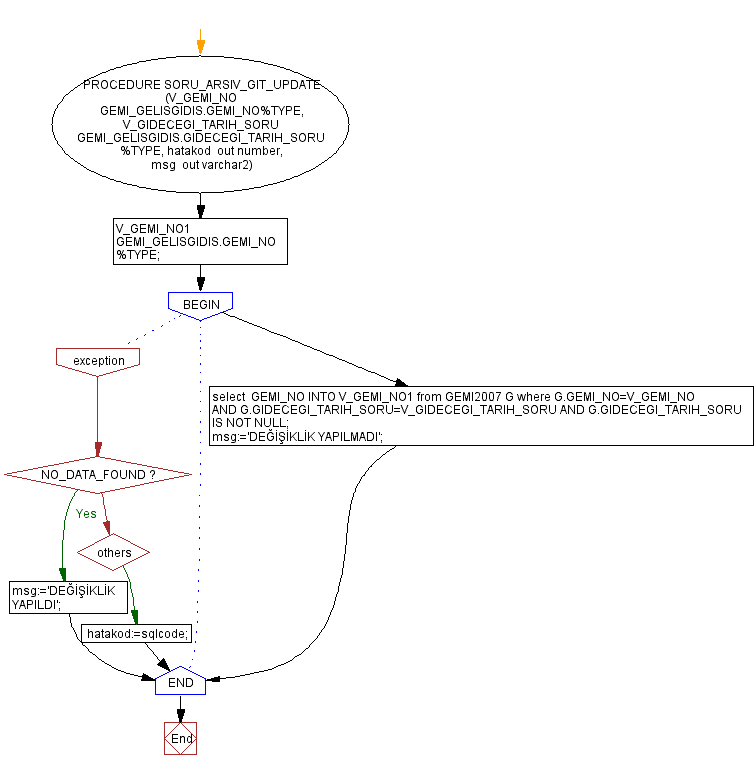 PROCEDURE SORU_ARSIV_GIT_UPDATE
(V_GEMI_NO
GEMI_GELISGIDIS.GEMI_NO%TYPE,
V_GIDECEGI_TARIH_SORU
GEMI_GELISGIDIS.GIDECEGI_TARIH_SORU
%TYPE, hatakod out number,
msg out varchar2)
V_GEMI_NO1
GEMI_GELISGIDIS.GEMI_NO
%TYPE;
BEGIN
exception
select GEMI_NO INTO V_GEMI_NO1 from GEMI2007 G where G.GEMI_NO=V_GEMI_NO
AND G.GIDECEGI_TARIH_SORU=V_GIDECEGI_TARIH_SORU AND G.GIDECEGI_TARIH_SORU
IS NOT NULL;
msg:='DEĞİŞİKLİK YAPILMADI';
NO_DATA_FOUND ?
Yes
others
msg:='DEĞİŞİKLİK
YAPILDI';
hatakod:=sqlcode;
END
End